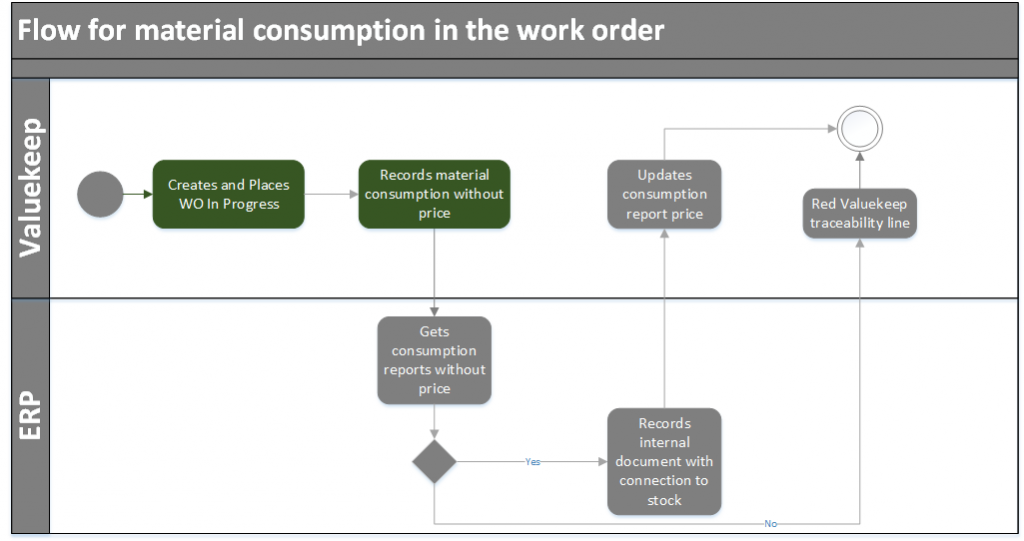 Flow for material consumption in the work order
Valuekeep
Creates and Places
WO In Progress
Records material
consumption without
price
Updates
consumption
report price
Red Valuekeep
traceability line
ERP
Gets
consumption
reports without
price
Yes
Records
internal
document with
connection to
stock
No